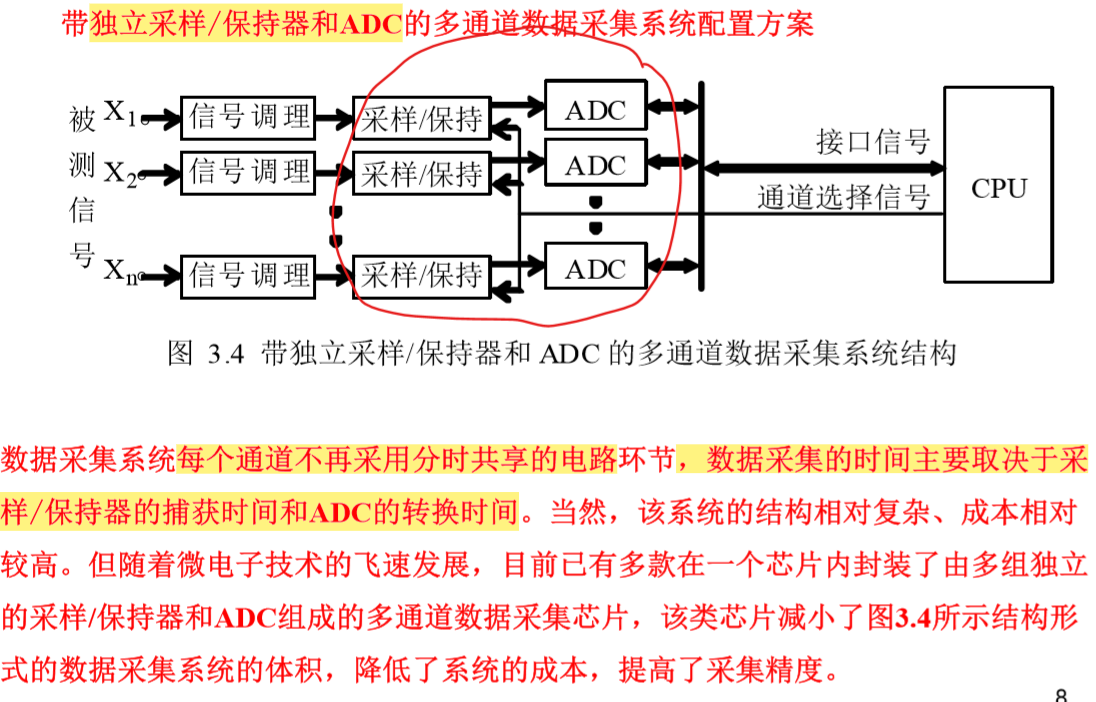 带独立采样/保持器和ADC的多通道数据采集系统配置方案
被测信号
X1 信号调理 采样/保持 ADC
X2 信号调理 采样/保持 ADC
Xn 信号调理 采样/保持 ADC
接口信号
通道选择信号
CPU
图 3.4 带独立采样/保持器和 ADC 的多通道数据采集系统结构
数据采集系统每个通道不再采用分时共享的电路环节，数据采集的时间主要取决于采
样/保持器的捕获时间和ADC的转换时间。当然，该系统的结构相对复杂、成本相对
较高。但随着微电子技术的飞速发展，目前已有多款在一个芯片内封装了由多组独立
的采样/保持器和ADC组成的多通道数据采集芯片，该类芯片减小了图3.4所示结构形
式的数据采集系统的体积，降低了系统的成本，提高了采集精度。
8